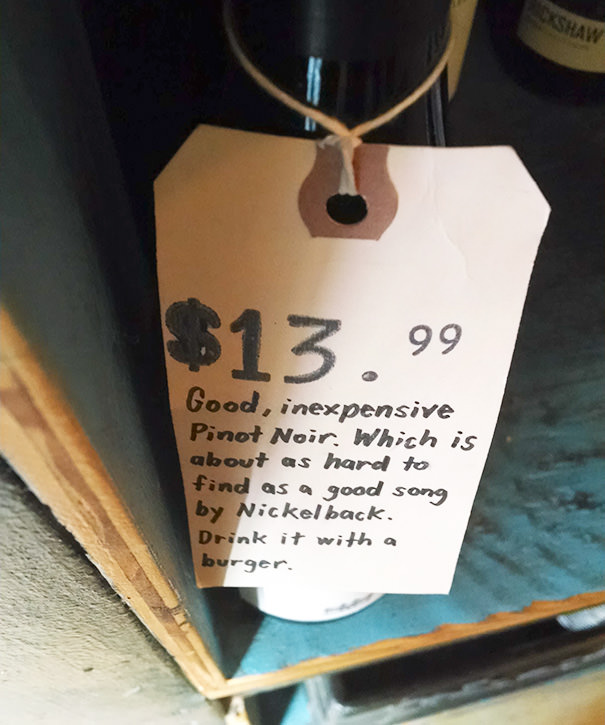 CKSHAW
$13.99
Good, inexpensive
Pinot Noir. Which is
about as hard to
find as a good song
by Nickelback.
Drink it with a
burger.